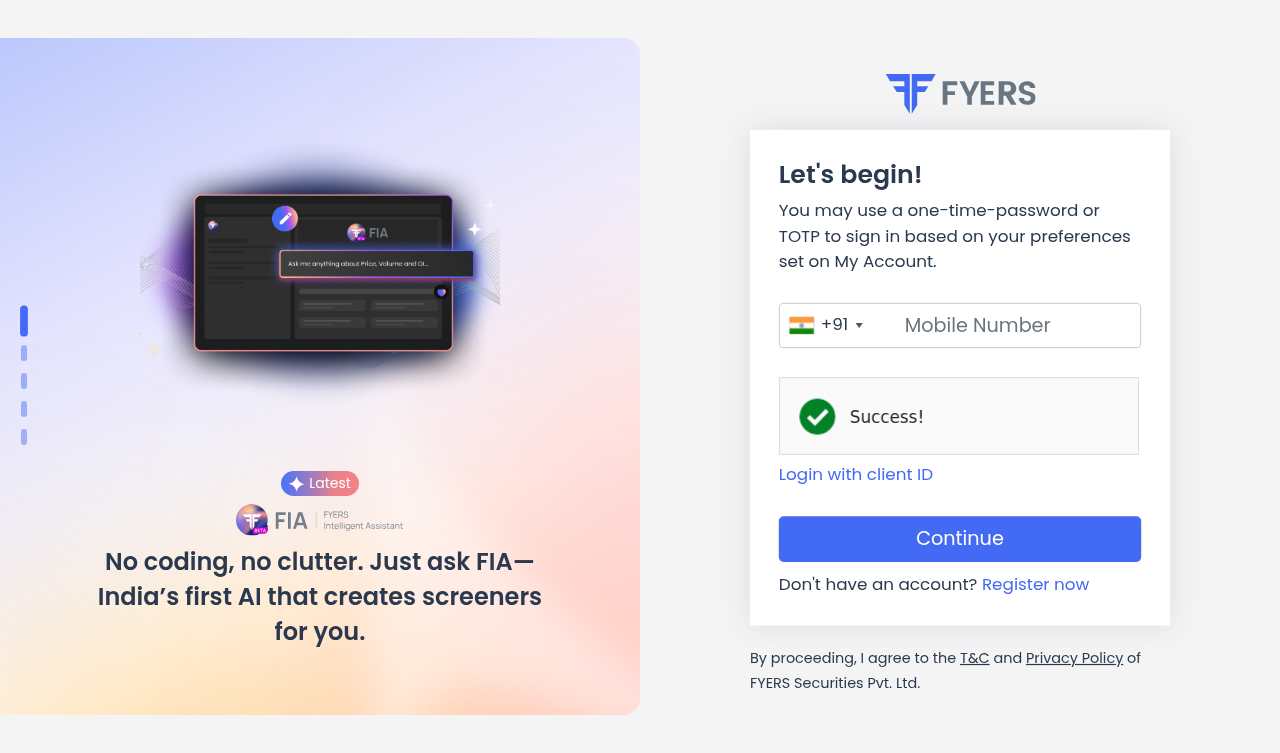 FIA
Ask me anything about Price, Volume and OI...
Latest
BETA
FIA
FYERS
Intelligent Assistant
No coding, no clutter. Just ask FIA—
India’s first AI that creates screeners
for you.
FYERS
Let's begin!
You may use a one-time-password or
TOTP to sign in based on your preferences
set on My Account.
+91
Mobile Number
Success!
Login with client ID
Continue
Don't have an account? Register now
By proceeding, I agree to the T&C and Privacy Policy of
FYERS Securities Pvt. Ltd.